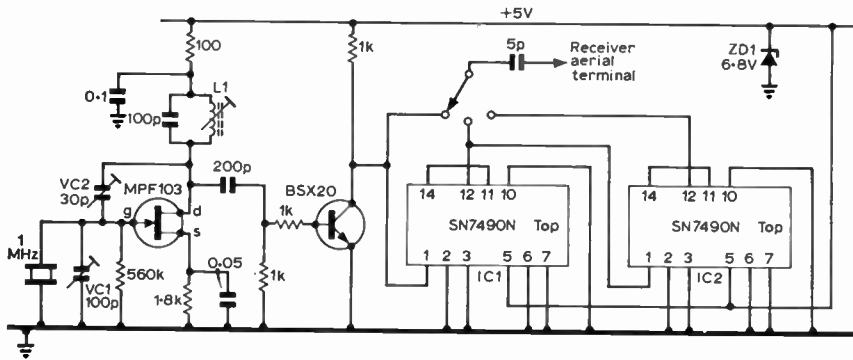 +5V
100
1k
5p
Receiver
aerial
terminal
ZD1
6·8V
0·1
L1
100p
VC2
30p
MPF103
200p
BSX20
g
d
s
1k
14
12
11
10
SN7490N
Top
14
12
11
10
SN7490N
Top
1
MHz
VC1
100p
560k
1·8k
0·05
1k
1
2
3
5
6
7
IC1
1
2
3
5
6
7
IC2